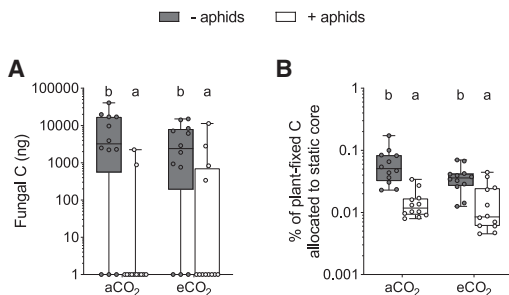 - aphids + aphids
A
b a b a
Fungal C (ng)
100000
10000
1000
100
10
1
aCO₂ eCO₂
B
b a b a
% of plant-fixed C
allocated to static core
1
0.1
0.01
0.001
aCO₂ eCO₂